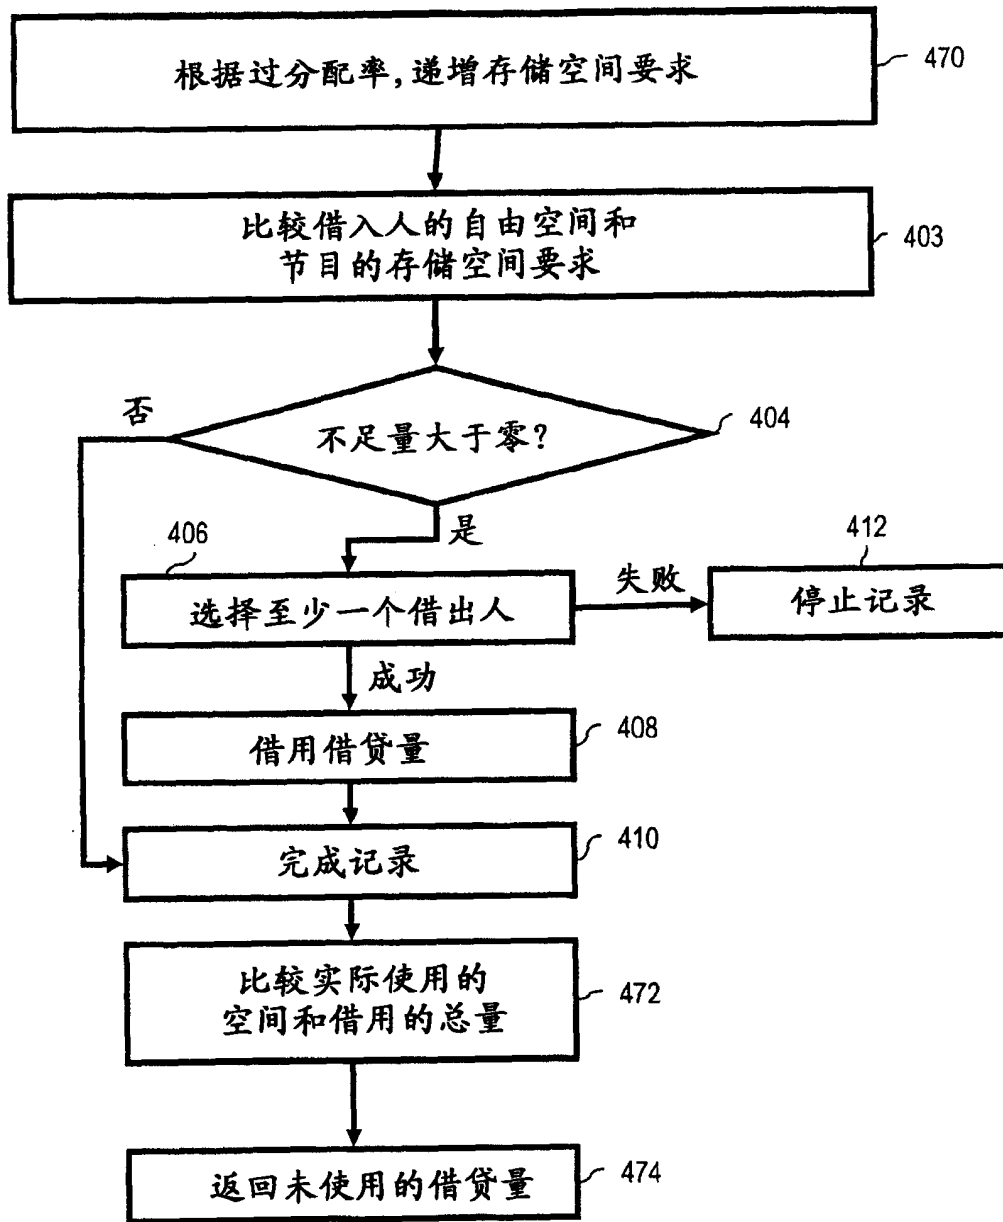 根据过分配率,递增存储空间要求
470
比较借入人的自由空间和
节目的存储空间要求
403
否
不足量大于零?
404
是
406
选择至少一个借出人
失败
412
停止记录
成功
借用借贷量
408
完成记录
410
比较实际使用的
空间和借用的总量
472
返回未使用的借贷量
474